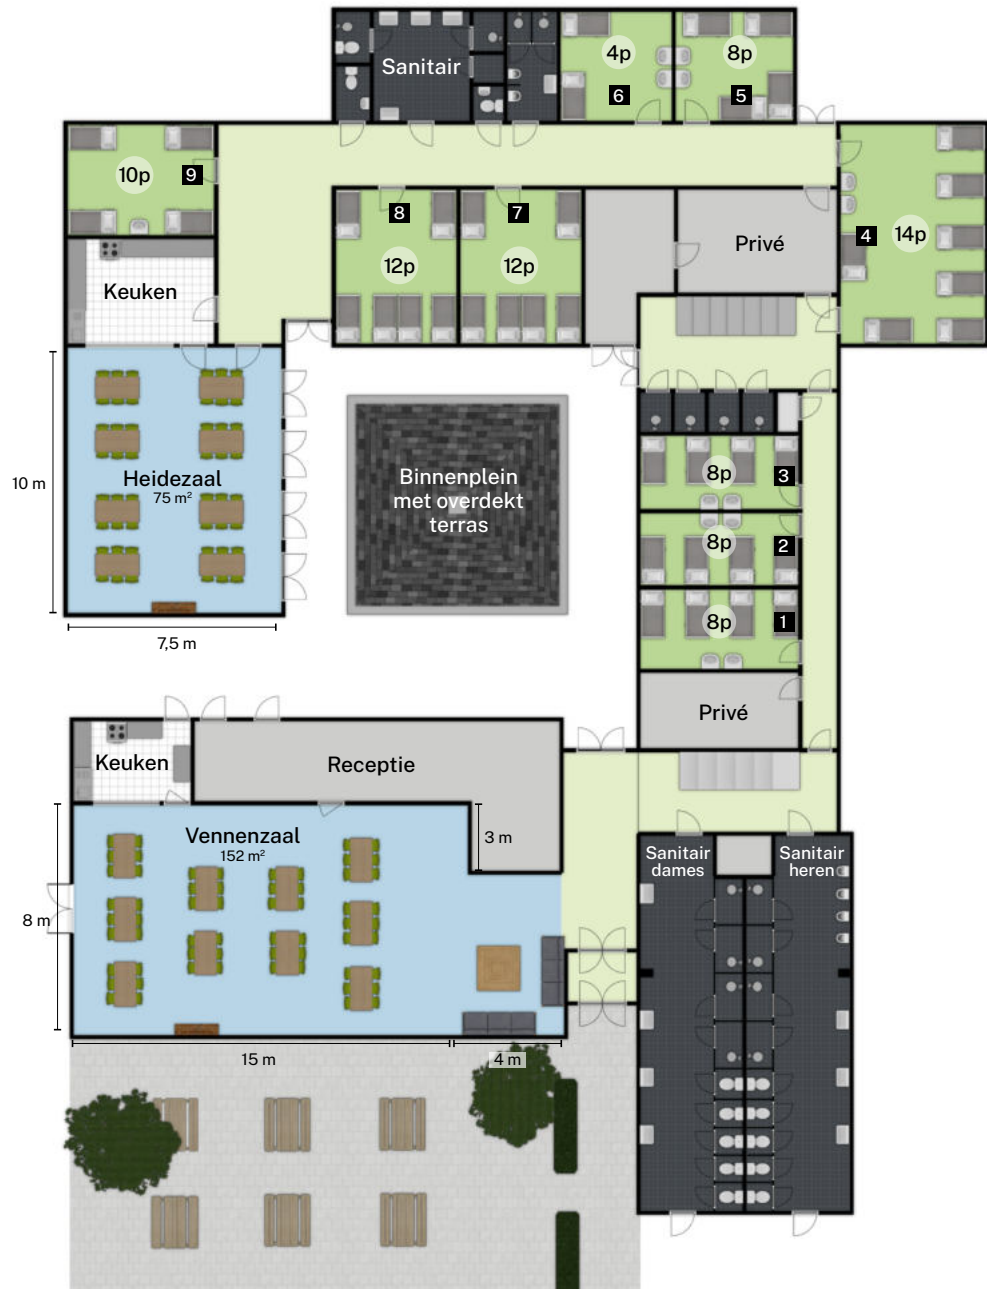 Sanitair
4p
6
8p
5
10p
9
8
12p
7
12p
Privé
4
14p
Keuken
10 m
Heidezaal
75 m²
7,5 m
Binnenplein
met overdekt
terras
8p
3
8p
2
8p
1
Privé
Keuken
Receptie
Vennenzaal
152 m²
3 m
8 m
15 m
4 m
Sanitair
dames
Sanitair
heren